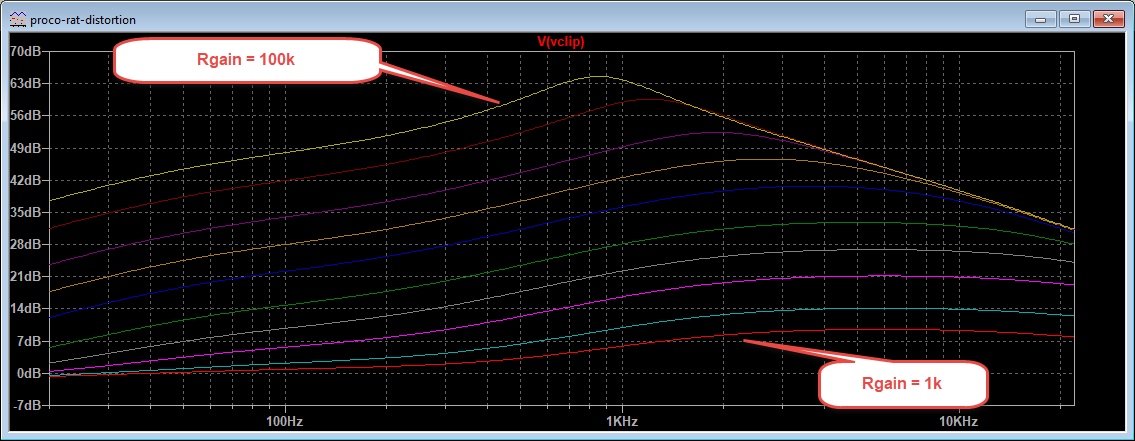 proco-rat-distortion
V(vclip)
70dB
Rgain = 100k
63dB
56dB
49dB
42dB
35dB
28dB
21dB
14dB
7dB
0dB
Rgain = 1k
-7dB
100Hz 1KHz 10KHz